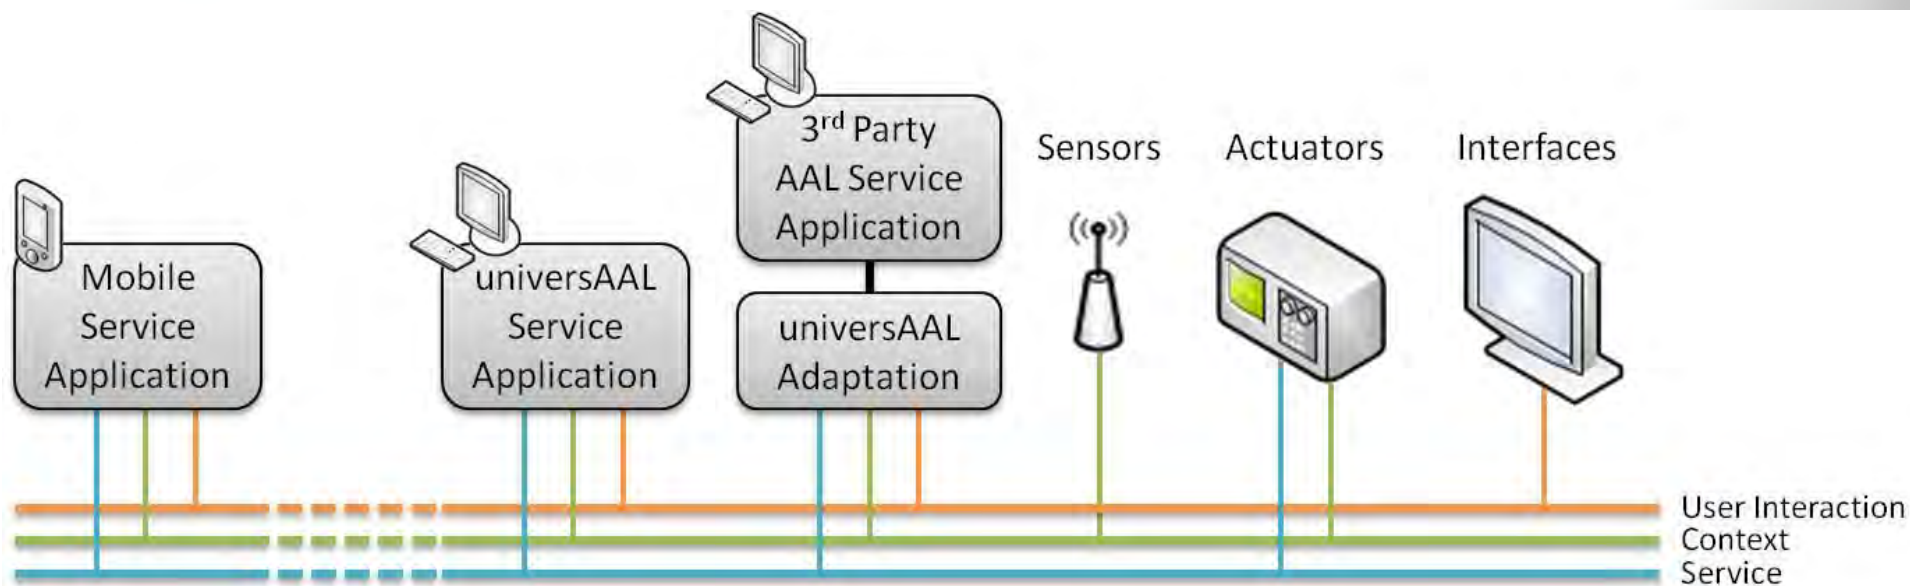 3rd Party
AAL Service
Application
Sensors
Actuators
Interfaces
Mobile
Service
Application
universAAL
Service
Application
universAAL
Adaptation
User Interaction
Context
Service